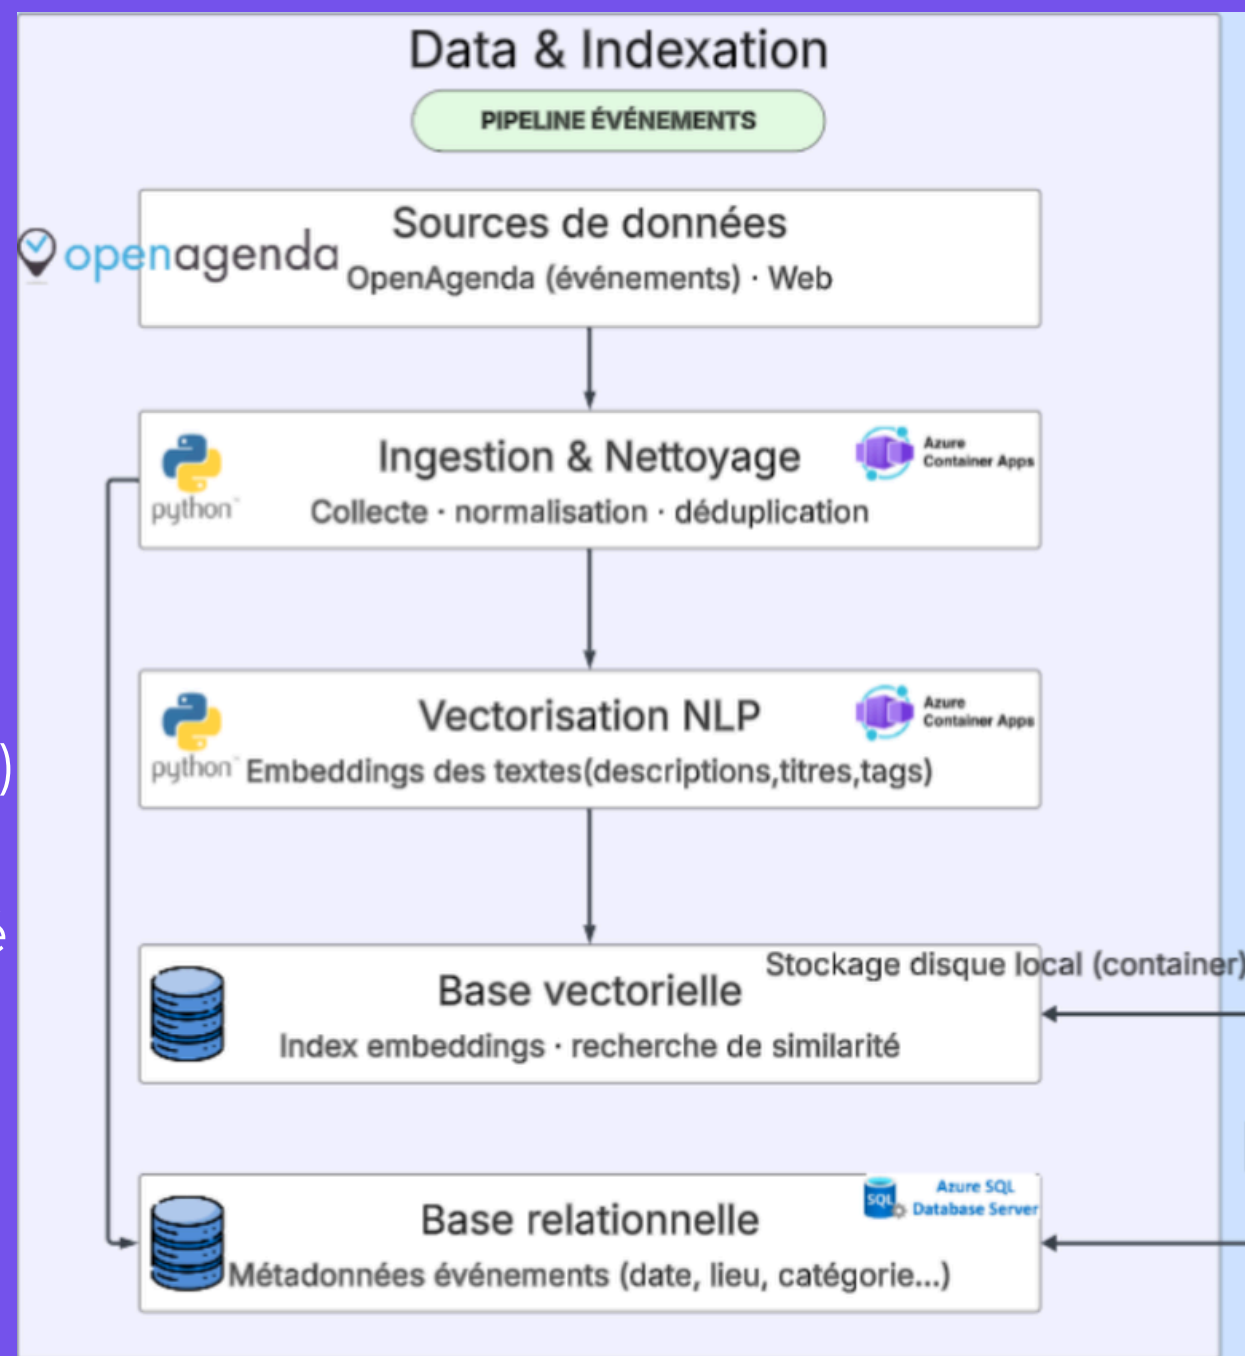 Data & Indexation
PIPELINE ÉVÉNEMENTS
openagenda
Sources de données
OpenAgenda (événements) · Web
python™
Ingestion & Nettoyage
Collecte · normalisation · déduplication
Azure
Container Apps
python™
Vectorisation NLP
Embeddings des textes(descriptions,titres,tags)
Azure
Container Apps
)
e
Stockage disque local (container)
Base vectorielle
Index embeddings · recherche de similarité
Base relationnelle
Métadonnées événements (date, lieu, catégorie...)
SQL
Azure SQL
Database Server